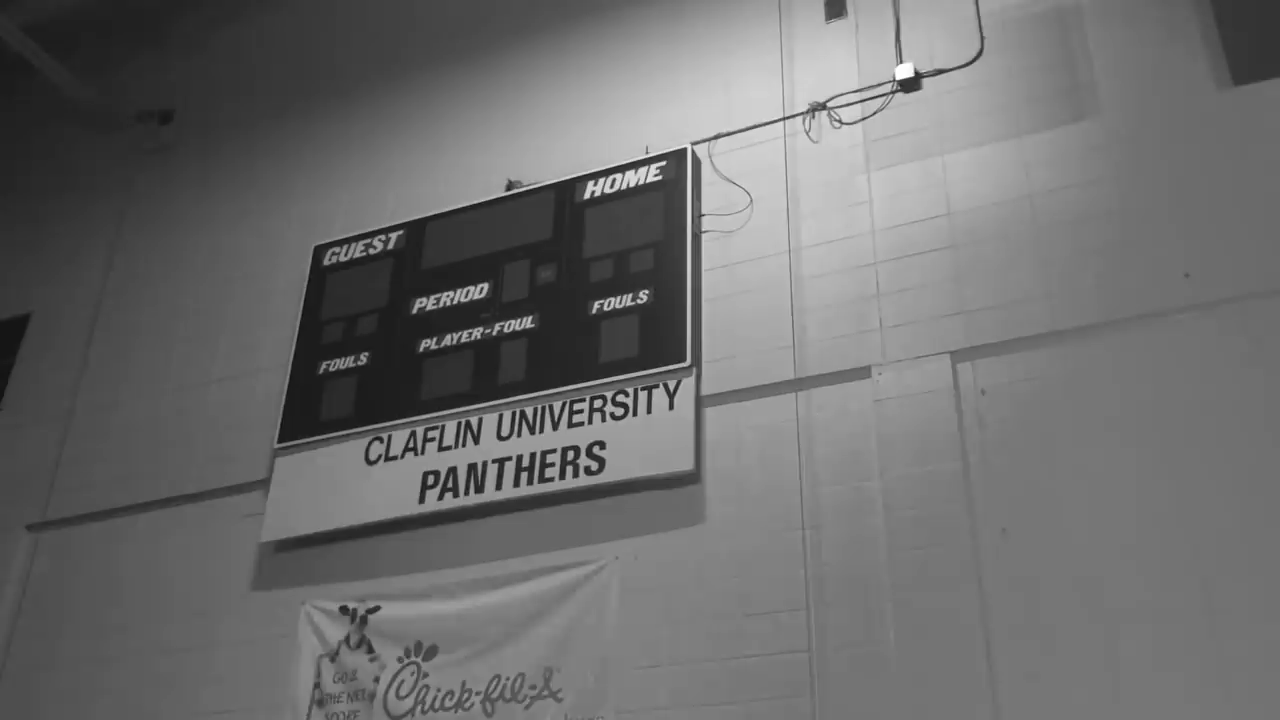 GUEST
HOME
PERIOD
FOULS
PLAYER-FOUL
FOULS
CLAFLIN UNIVERSITY
PANTHERS
Chick-fil-A